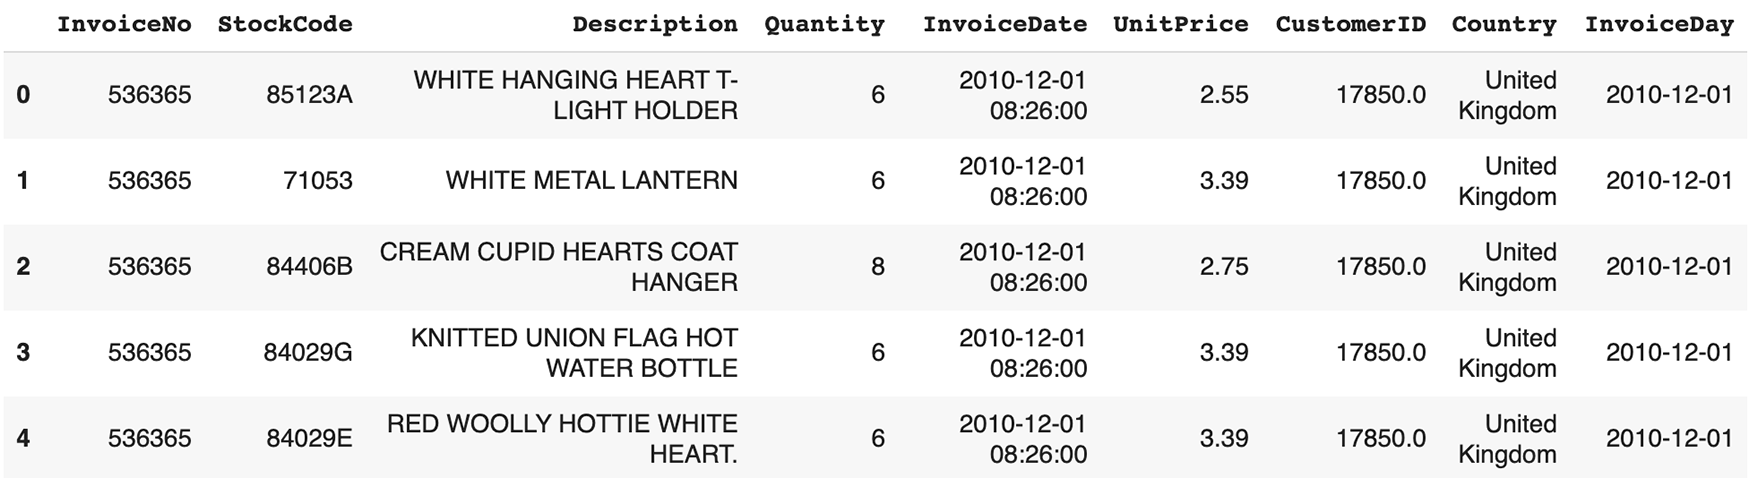 InvoiceNo StockCode Description Quantity InvoiceDate UnitPrice CustomerID Country InvoiceDay
0 536365 85123A WHITE HANGING HEART T-LIGHT HOLDER 6 2010-12-01 08:26:00 2.55 17850.0 United Kingdom 2010-12-01
1 536365 71053 WHITE METAL LANTERN 6 2010-12-01 08:26:00 3.39 17850.0 United Kingdom 2010-12-01
2 536365 84406B CREAM CUPID HEARTS COAT HANGER 8 2010-12-01 08:26:00 2.75 17850.0 United Kingdom 2010-12-01
3 536365 84029G KNITTED UNION FLAG HOT WATER BOTTLE 6 2010-12-01 08:26:00 3.39 17850.0 United Kingdom 2010-12-01
4 536365 84029E RED WOOLLY HOTTIE WHITE HEART. 6 2010-12-01 08:26:00 3.39 17850.0 United Kingdom 2010-12-01